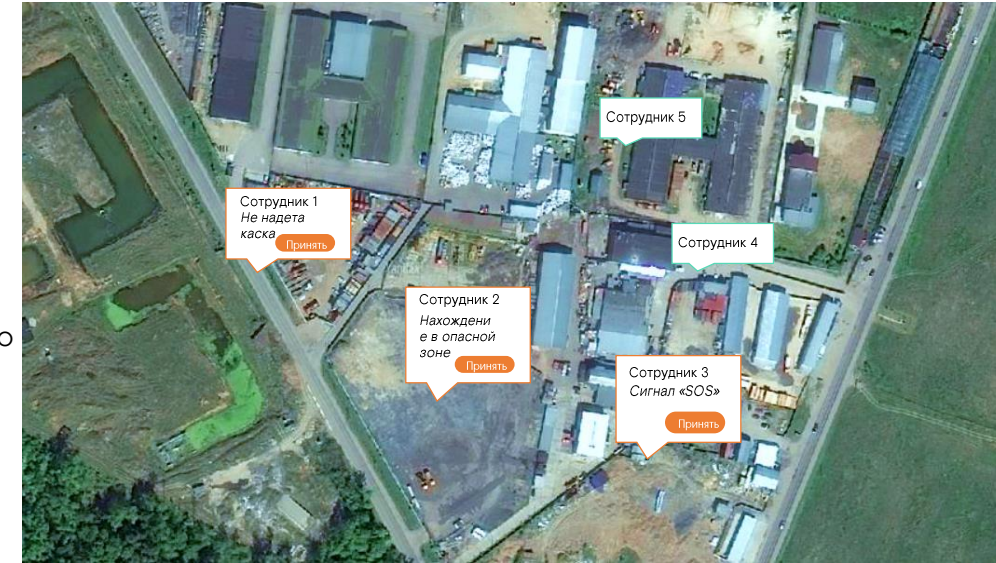 Сотрудник 5
Сотрудник 1
Не надета
каска
Принять
Сотрудник 4
Сотрудник 2
Нахождени
е в опасной
зоне
Принять
о
Сотрудник 3
Сигнал «SOS»
Принять